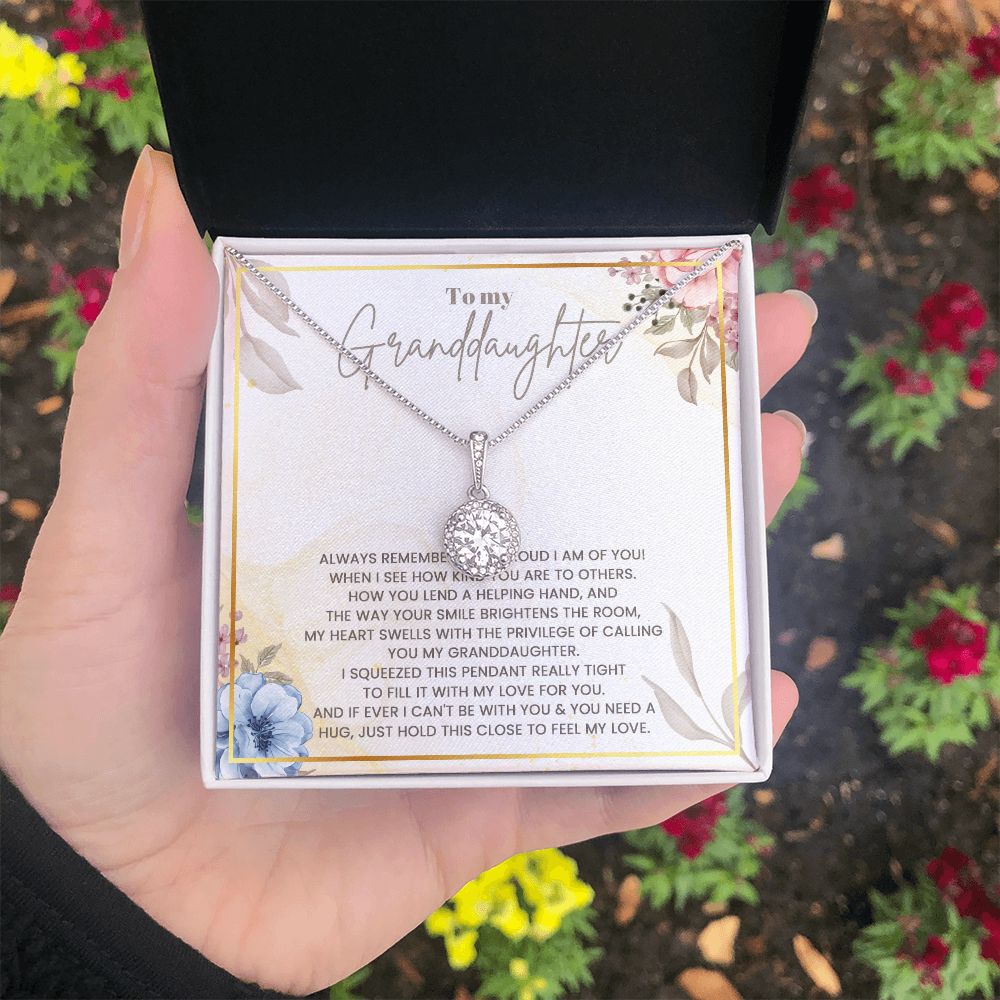 To my
Granddaughter
ALWAYS REMEMBE OUD I AM OF YOU!
WHEN I SEE HOW KIND YOU ARE TO OTHERS.
HOW YOU LEND A HELPING HAND, AND
THE WAY YOUR SMILE BRIGHTENS THE ROOM,
MY HEART SWELLS WITH THE PRIVILEGE OF CALLING
YOU MY GRANDDAUGHTER.
I SQUEEZED THIS PENDANT REALLY TIGHT
TO FILL IT WITH MY LOVE FOR YOU.
AND IF EVER I CAN'T BE WITH YOU & YOU NEED A
HUG, JUST HOLD THIS CLOSE TO FEEL MY LOVE.